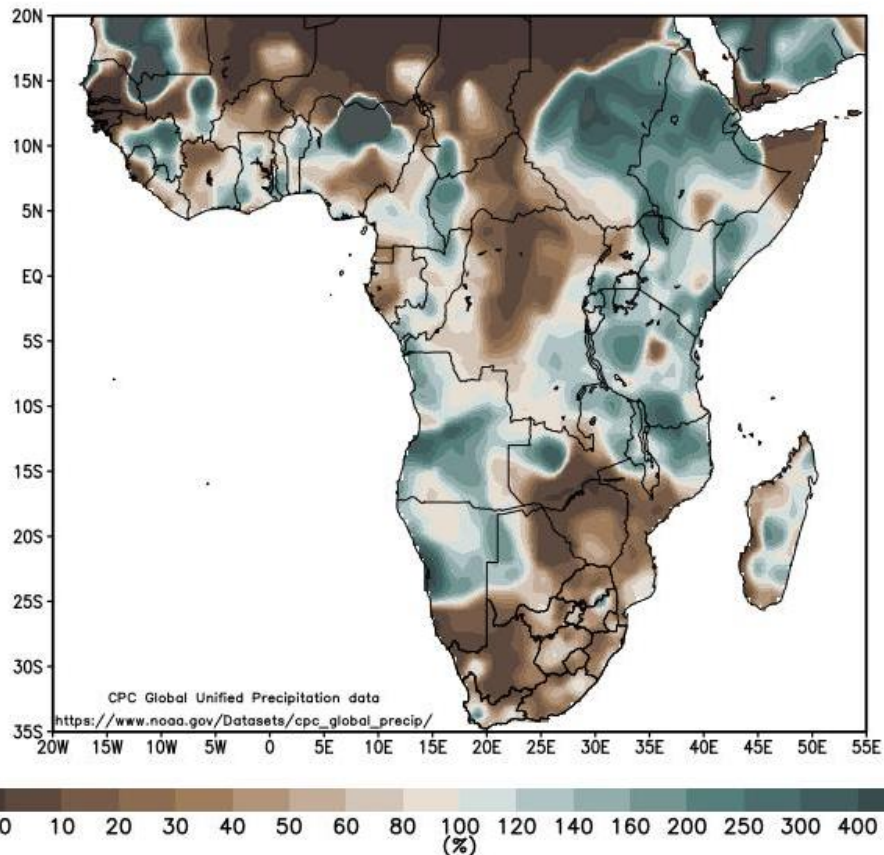 20N
15N
10N
5N
EQ
5S
10S
15S
20S
25S
30S
35S
CPC Global Unified Precipitation data
https://www.noaa.gov/Datasets/cpc_global_precip/
20W 15W 10W 5W 0 5E 10E 15E 20E 25E 30E 35E 40E 45E 50E 55E
0 10 20 30 40 50 60 80 100 120 140 160 200 250 300 400
(%)